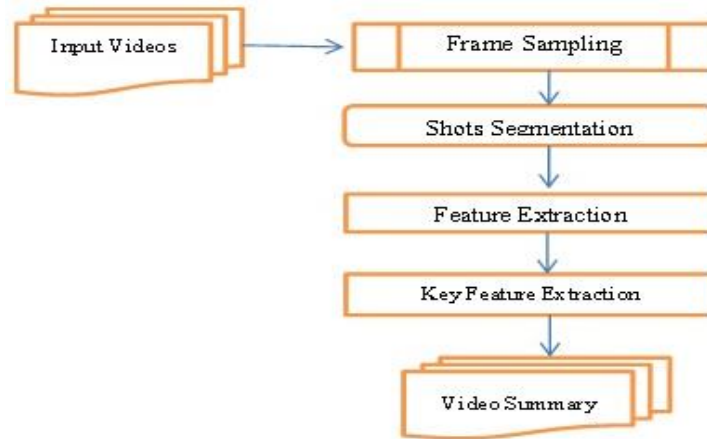 Input Videos
Frame Sampling
Shots Segmentation
Feature Extraction
Key Feature Extraction
Video Summary